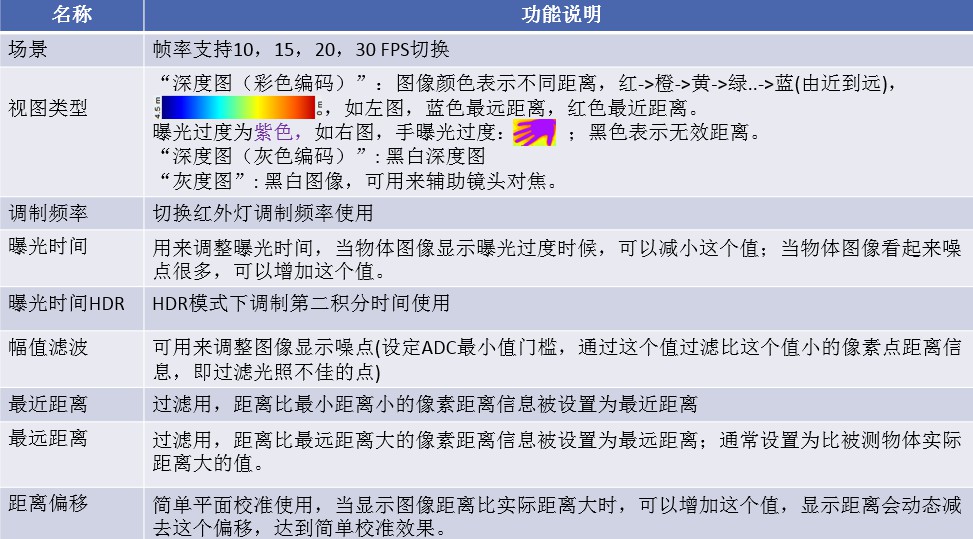 名称 功能说明
场景 帧率支持10，15，20，30 FPS切换
视图类型 “深度图（彩色编码）”：图像颜色表示不同距离，红->橙->黄->绿..->蓝(由近到远)，
4.5 m 0 m ，如左图，蓝色最远距离，红色最近距离。
曝光过度为紫色，如右图，手曝光过度： ；黑色表示无效距离。
“深度图（灰色编码）”: 黑白深度图
“灰度图”: 黑白图像，可用来辅助镜头对焦。
调制频率 切换红外灯调制频率使用
曝光时间 用来调整曝光时间，当物体图像显示曝光过度时候，可以减小这个值；当物体图像看起来噪
点很多，可以增加这个值。
曝光时间HDR HDR模式下调制第二积分时间使用
幅值滤波 可用来调整图像显示噪点(设定ADC最小值门槛，通过这个值过滤比这个值小的像素点距离信
息，即过滤光照不佳的点)
最近距离 过滤用，距离比最小距离小的像素距离信息被设置为最近距离
最远距离 过滤用，距离比最远距离大的像素距离信息被设置为最远距离；通常设置为比被测物体实际
距离大的值。
距离偏移 简单平面校准使用，当显示图像距离比实际距离大时，可以增加这个值，显示距离会动态减
去这个偏移，达到简单校准效果。